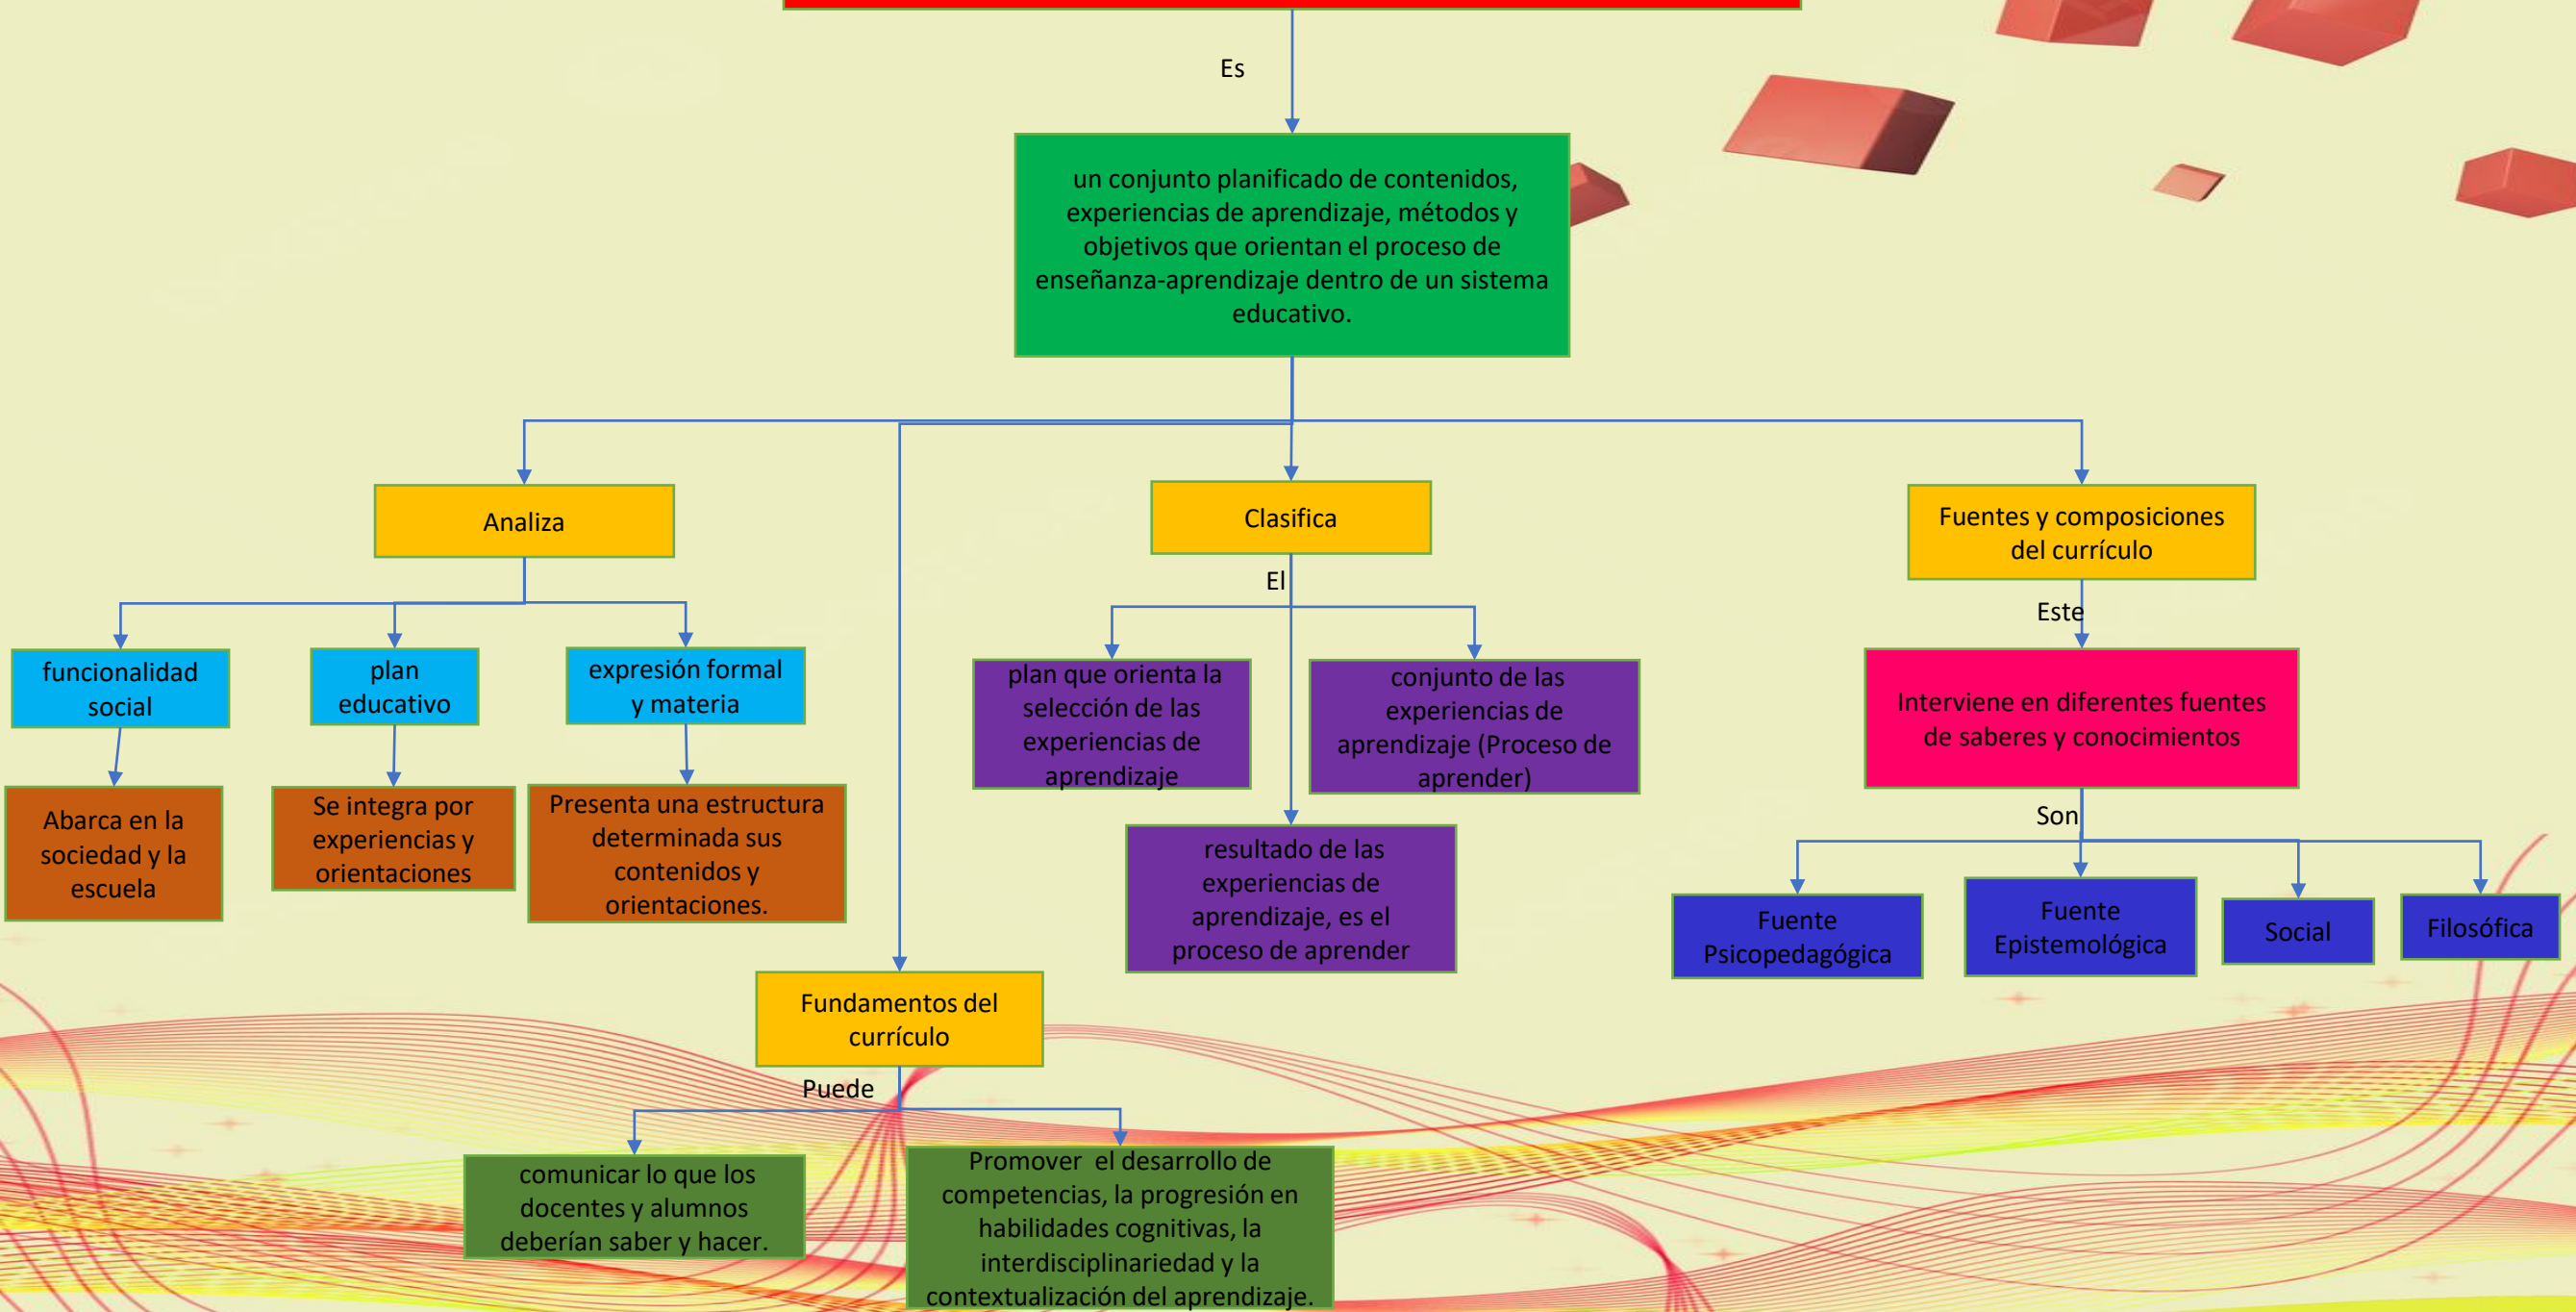 Es
un conjunto planificado de contenidos,
experiencias de aprendizaje, métodos y
objetivos que orientan el proceso de
enseñanza-aprendizaje dentro de un sistema
educativo.
Analiza
Clasifica
Fuentes y composiciones
del currículo
El
Este
funcionalidad
social
plan
educativo
expresión formal
y materia
plan que orienta la
selección de las
experiencias de
aprendizaje
conjunto de las
experiencias de
aprendizaje (Proceso de
aprender)
Interviene en diferentes fuentes
de saberes y conocimientos
Abarca en la
sociedad y la
escuela
Se integra por
experiencias y
orientaciones
Presenta una estructura
determinada sus
contenidos y
orientaciones.
resultado de las
experiencias de
aprendizaje, es el
proceso de aprender
Son
Fuente
Psicopedagógica
Fuente
Epistemológica
Social
Filosófica
Fundamentos del
currículo
Puede
comunicar lo que los
docentes y alumnos
deberían saber y hacer.
Promover  el desarrollo de
competencias, la progresión en
habilidades cognitivas, la
interdisciplinariedad y la
contextualización del aprendizaje.